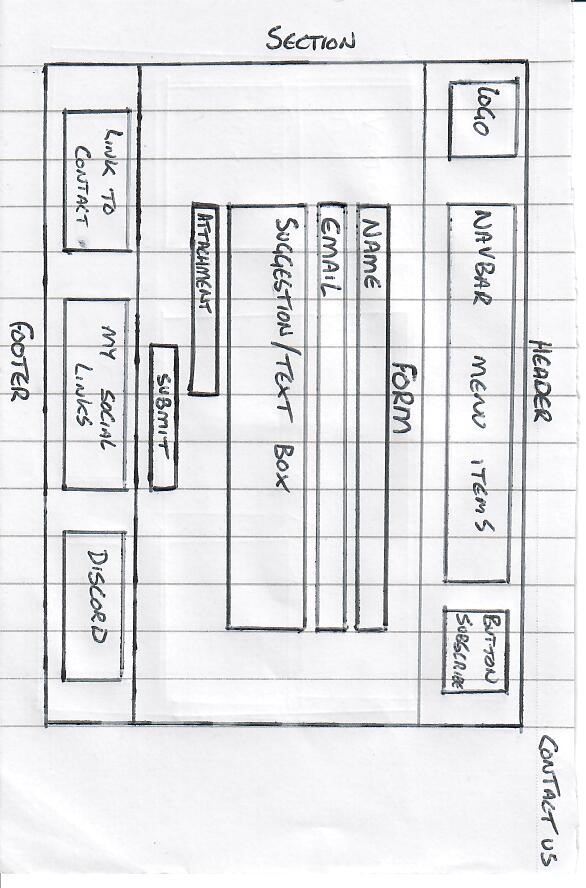 CONTACT US
HEADER
LOGO
NAVBAR MENU ITEMS
BUTTON
SUBSCRIBE
FORM
NAME
EMAIL
SUGGESTION/TEXT BOX
ATTACHMENT
SUBMIT
SECTION
LINK TO
CONTACT
MY SOCIAL
LINKS
DISCORD
FOOTER